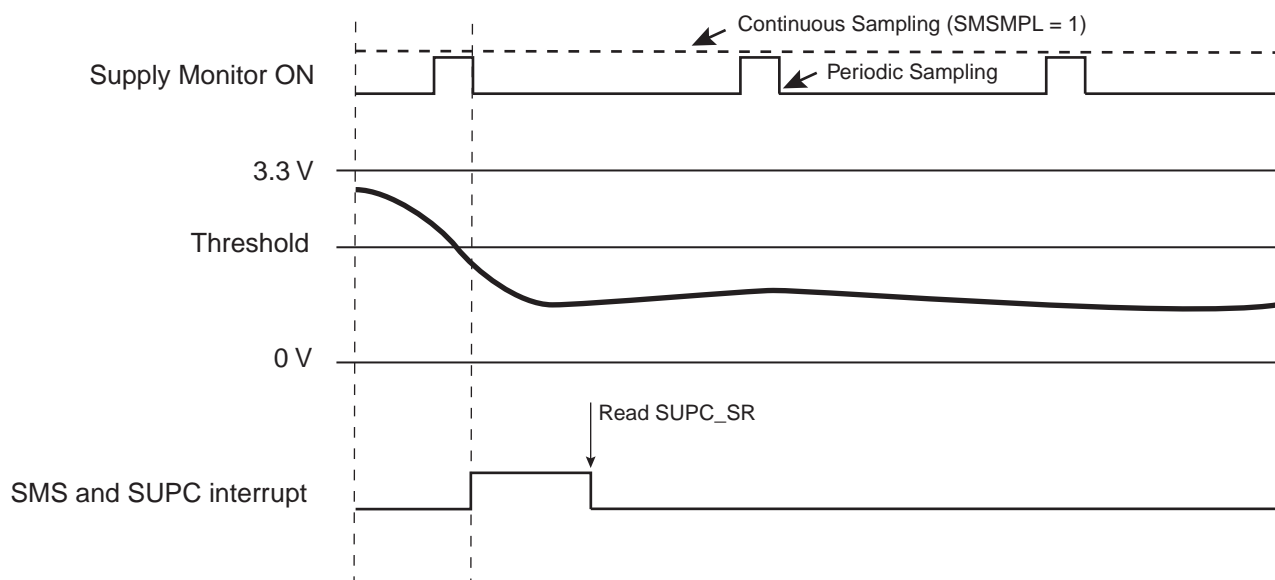 Continuous Sampling (SMSMPL = 1)
Supply Monitor ON
Periodic Sampling
3.3 V
Threshold
0 V
Read SUPC_SR
SMS and SUPC interrupt